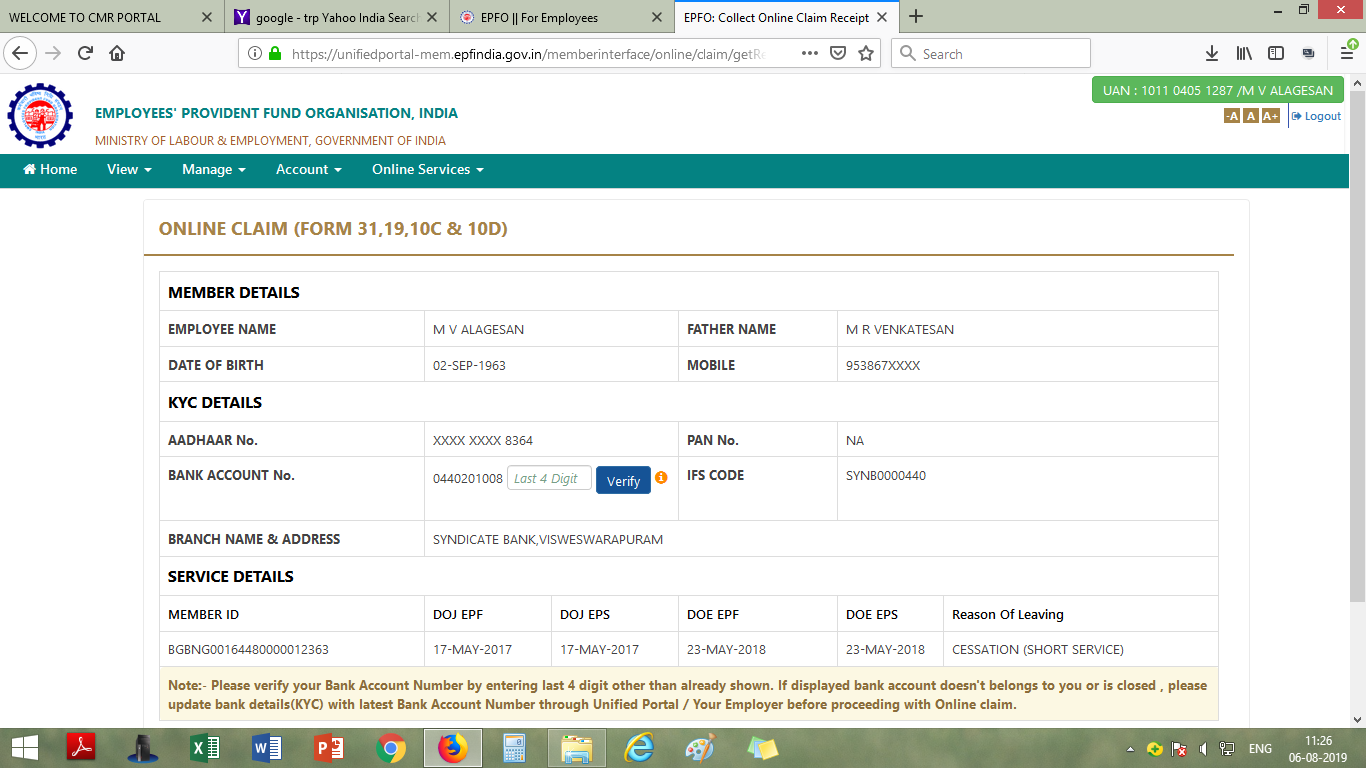 WELCOME TO CMR PORTAL
google - trp Yahoo India Search
EPFO || For Employees
EPFO: Collect Online Claim Receipt
https://unifiedportal-mem.epfindia.gov.in/memberinterface/online/claim/getRe
Search
UAN : 1011 0405 1287 /M V ALAGESAN
EMPLOYEES' PROVIDENT FUND ORGANISATION, INDIA
-A A A+ Logout
MINISTRY OF LABOUR & EMPLOYMENT, GOVERNMENT OF INDIA
Home View Manage Account Online Services
ONLINE CLAIM (FORM 31,19,10C & 10D)
MEMBER DETAILS
EMPLOYEE NAME M V ALAGESAN FATHER NAME M R VENKATESAN
DATE OF BIRTH 02-SEP-1963 MOBILE 953867XXXX
KYC DETAILS
AADHAAR No. XXXX XXXX 8364 PAN No. NA
BANK ACCOUNT No. 0440201008 Last 4 Digit Verify IFS CODE SYNB0000440
BRANCH NAME & ADDRESS SYNDICATE BANK,VISWESWARAPURAM
SERVICE DETAILS
MEMBER ID DOJ EPF DOJ EPS DOE EPF DOE EPS Reason Of Leaving
BGBNG00164480000012363 17-MAY-2017 17-MAY-2017 23-MAY-2018 23-MAY-2018 CESSATION (SHORT SERVICE)
Note:- Please verify your Bank Account Number by entering last 4 digit other than already shown. If displayed bank account doesn't belongs to you or is closed , please
update bank details(KYC) with latest Bank Account Number through Unified Portal / Your Employer before proceeding with Online claim.
ENG
11:26
06-08-2019